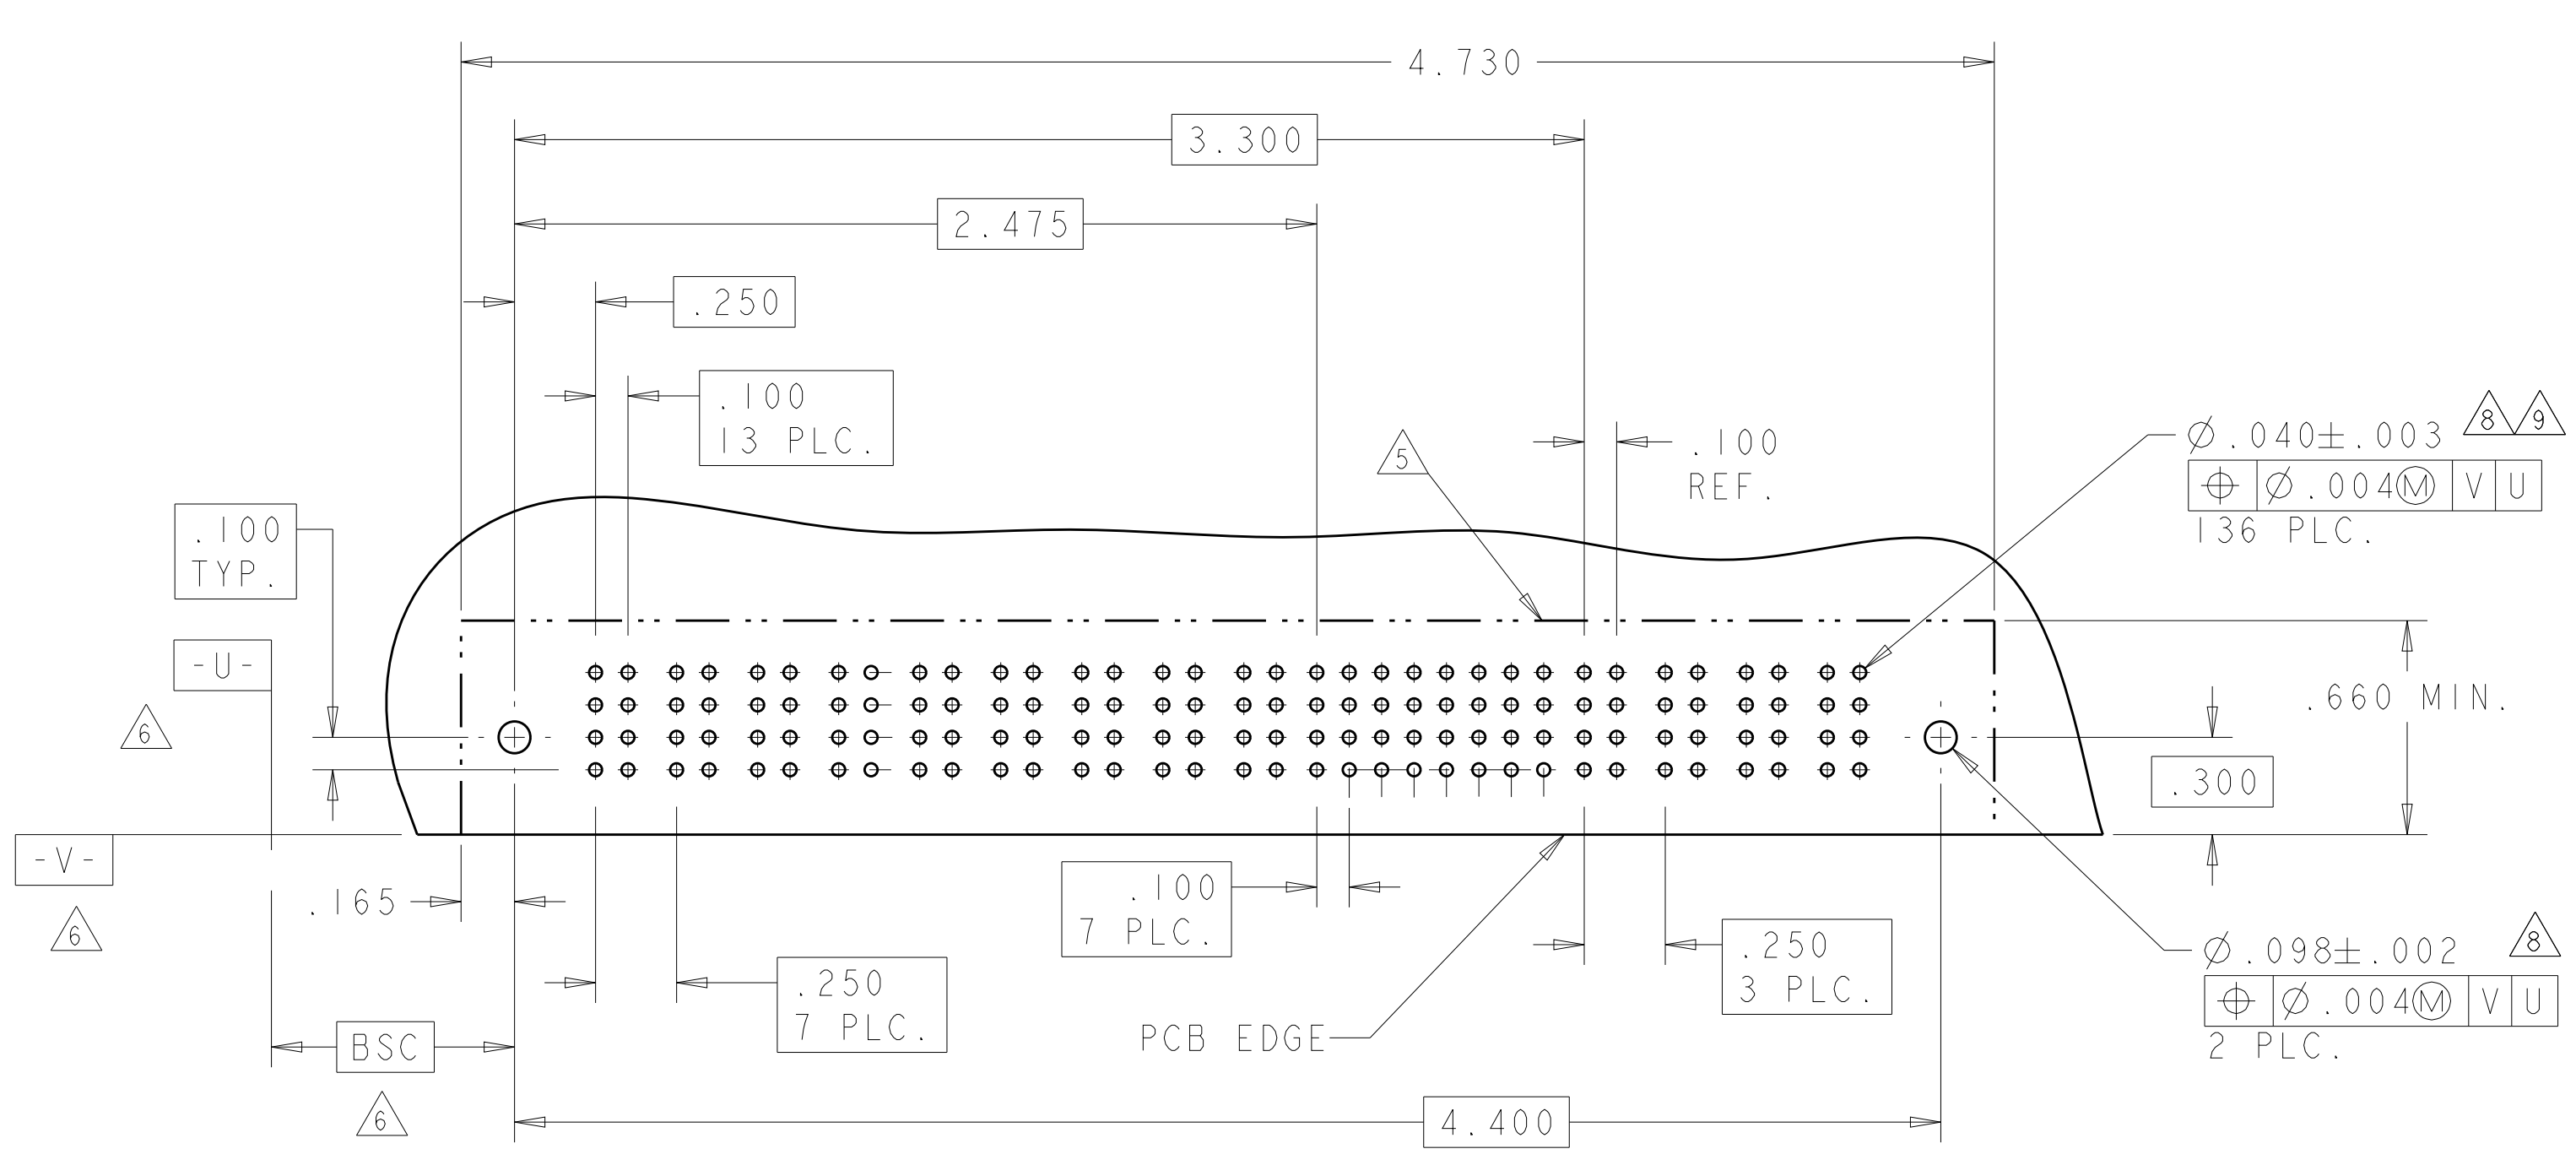 4.730
3.300
2.475
.250
.100
13 PLC.
5
.100
REF.
8 9
Ø.040±.003
⌖ Ø.004Ⓜ V U
136 PLC.
.100
TYP.
-U-
6
.660 MIN.
.300
-V-
6
.165
.100
7 PLC.
.250
3 PLC.
8
Ø.098±.002
⌖ Ø.004Ⓜ V U
2 PLC.
.250
7 PLC.
BSC
6
PCB EDGE
4.400